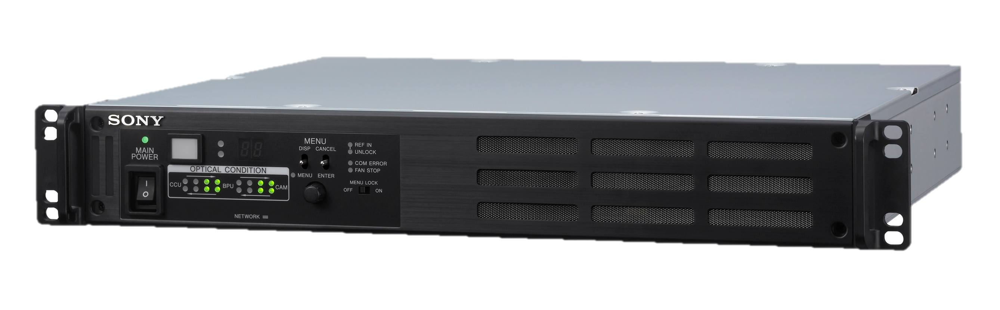 SONY
MAIN
POWER
MENU
DISP CANCEL
MENU ENTER
REF IN
UNLOCK
COM ERROR
FAN STOP
MENU LOCK
OFF ON
OPTICAL CONDITION
CCU BPU CAM
NETWORK